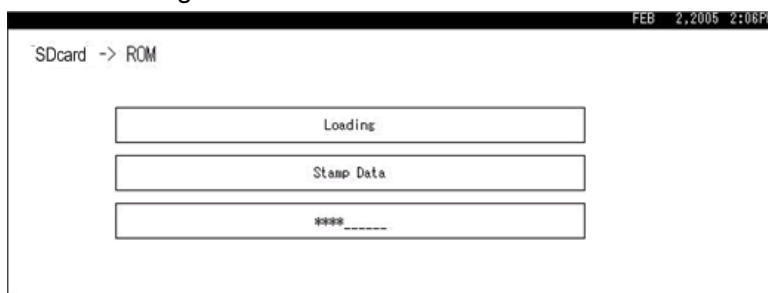 FEB 2,2005 2:06P
SDcard -> ROM
Loading
Stamp Data
****______